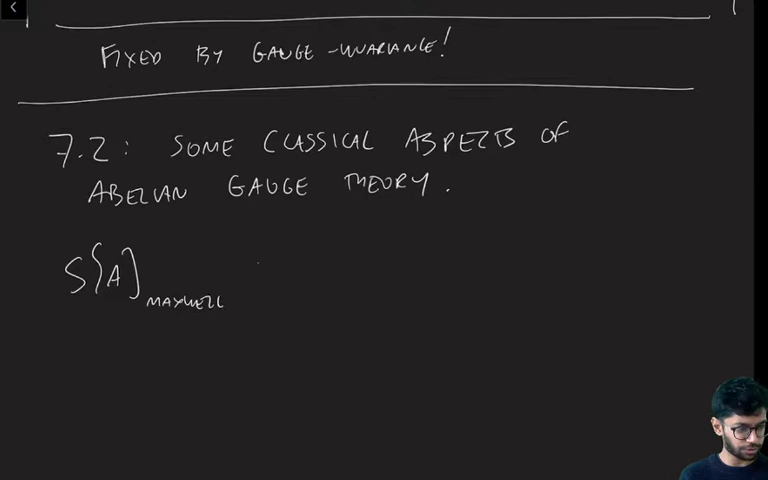 FIXED BY GAUGE-INVARIANCE!
7.2: SOME CLASSICAL ASPECTS OF
ABELIAN GAUGE THEORY.
S[A] MAXWELL